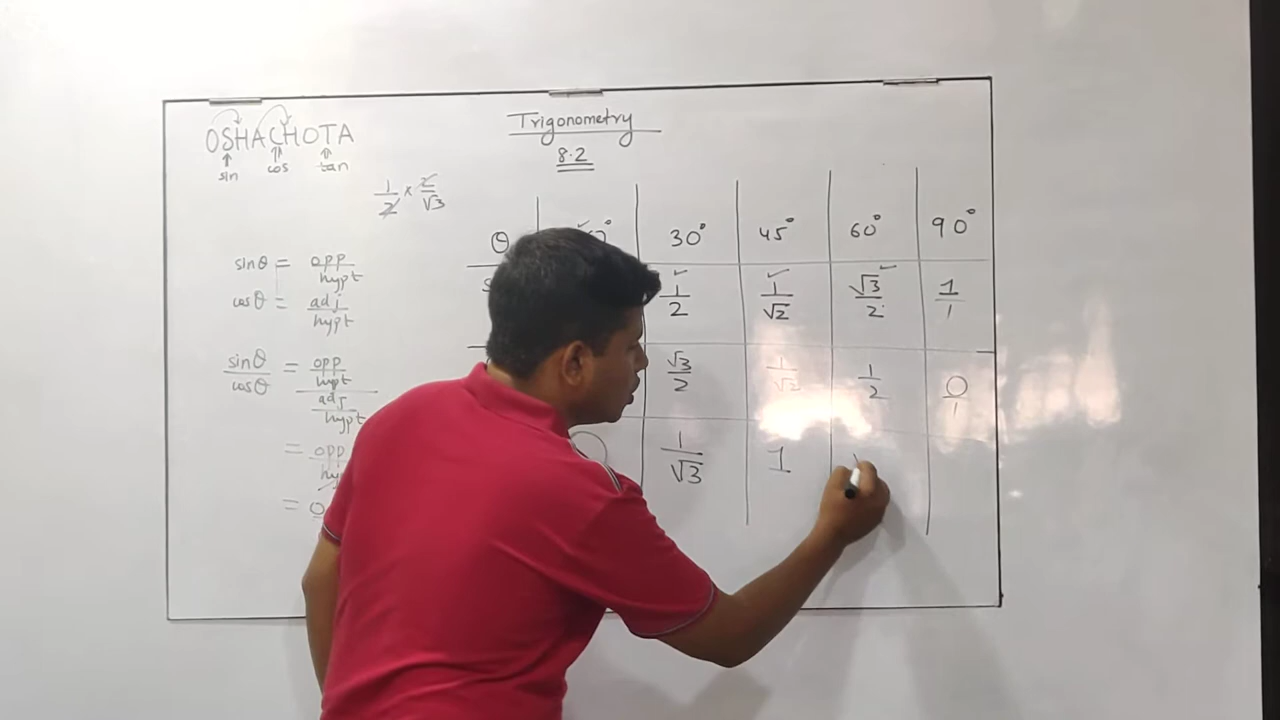 Trigonometry
8.2
OSHACHOTA
sin cos tan
1/2 × 2/√3
sinθ = opp/hypt
cosθ = adj/hypt
sinθ/cosθ = opp/hypt / adj/hypt
= opp
=
θ 30° 45° 60° 90°
1/2 1/√2 √3/2 1/1
√3/2 1/√2 1/2 0/1
1/√3 1